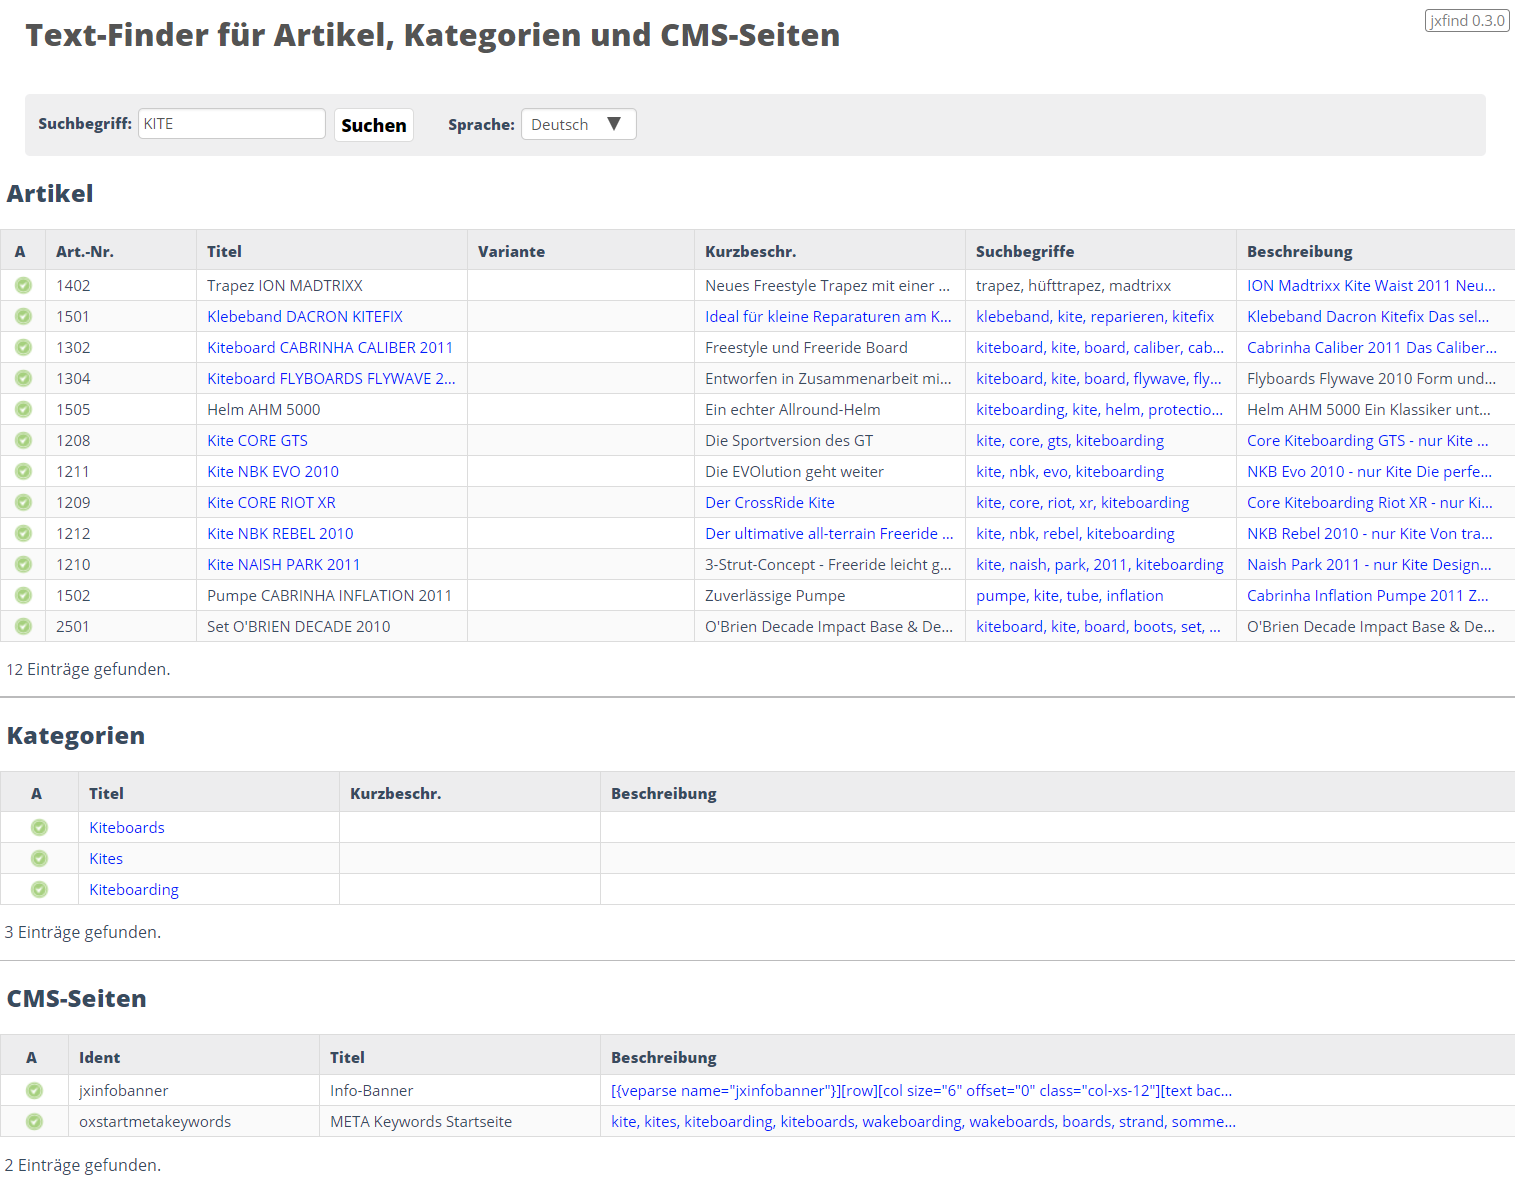 Text-Finder für Artikel, Kategorien und CMS-Seiten
jxfind 0.3.0
Suchbegriff: KITE Suchen Sprache: Deutsch ▼
Artikel
A Art.-Nr. Titel Variante Kurzbeschr. Suchbegriffe Beschreibung
1402 Trapez ION MADTRIXX Neues Freestyle Trapez mit einer ... trapez, hüfttrapez, madtrixx ION Madtrixx Kite Waist 2011 Neu...
1501 Klebeband DACRON KITEFIX Ideal für kleine Reparaturen am K... klebeband, kite, reparieren, kitefix Klebeband Dacron Kitefix Das sel...
1302 Kiteboard CABRINHA CALIBER 2011 Freestyle und Freeride Board kiteboard, kite, board, caliber, cab... Cabrinha Caliber 2011 Das Caliber...
1304 Kiteboard FLYBOARDS FLYWAVE 2... Entworfen in Zusammenarbeit mi... kiteboard, kite, board, flywave, fly... Flyboards Flywave 2010 Form und...
1505 Helm AHM 5000 Ein echter Allround-Helm kiteboarding, kite, helm, protectio... Helm AHM 5000 Ein Klassiker unt...
1208 Kite CORE GTS Die Sportversion des GT kite, core, gts, kiteboarding Core Kiteboarding GTS - nur Kite ...
1211 Kite NBK EVO 2010 Die EVOlution geht weiter kite, nbk, evo, kiteboarding NKB Evo 2010 - nur Kite Die perfe...
1209 Kite CORE RIOT XR Der CrossRide Kite kite, core, riot, xr, kiteboarding Core Kiteboarding Riot XR - nur Ki...
1212 Kite NBK REBEL 2010 Der ultimative all-terrain Freeride ... kite, nbk, rebel, kiteboarding NKB Rebel 2010 - nur Kite Von tra...
1210 Kite NAISH PARK 2011 3-Strut-Concept - Freeride leicht g... kite, naish, park, 2011, kiteboarding Naish Park 2011 - nur Kite Design...
1502 Pumpe CABRINHA INFLATION 2011 Zuverlässige Pumpe pumpe, kite, tube, inflation Cabrinha Inflation Pumpe 2011 Z...
2501 Set O'BRIEN DECADE 2010 O'Brien Decade Impact Base & De... kiteboard, kite, board, boots, set, ... O'Brien Decade Impact Base & De...
12 Einträge gefunden.
Kategorien
A Titel Kurzbeschr. Beschreibung
Kiteboards
Kites
Kiteboarding
3 Einträge gefunden.
CMS-Seiten
A Ident Titel Beschreibung
jxinfobanner Info-Banner [{veparse name="jxinfobanner"}][row][col size="6" offset="0" class="col-xs-12"][text bac...
oxstartmetakeywords META Keywords Startseite kite, kites, kiteboarding, kiteboards, wakeboarding, wakeboards, boards, strand, somme...
2 Einträge gefunden.